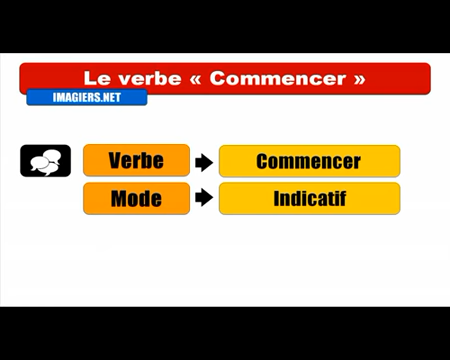 Le verbe « Commencer »
IMAGIERS.NET
Verbe Commencer
Mode Indicatif